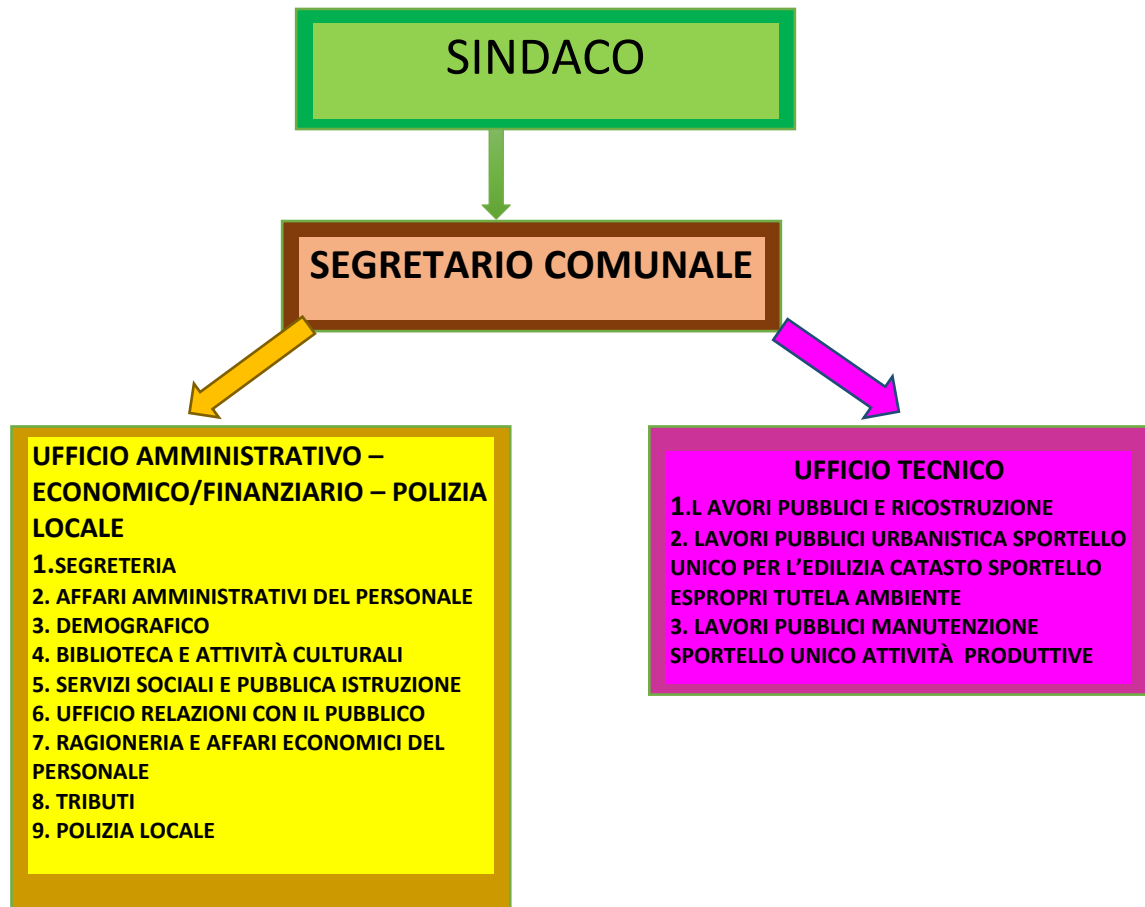 SINDACO
SEGRETARIO COMUNALE
UFFICIO AMMINISTRATIVO –
ECONOMICO/FINANZIARIO – POLIZIA
LOCALE
1.SEGRETERIA
2. AFFARI AMMINISTRATIVI DEL PERSONALE
3. DEMOGRAFICO
4. BIBLIOTECA E ATTIVITÀ CULTURALI
5. SERVIZI SOCIALI E PUBBLICA ISTRUZIONE
6. UFFICIO RELAZIONI CON IL PUBBLICO
7. RAGIONERIA E AFFARI ECONOMICI DEL
PERSONALE
8. TRIBUTI
9. POLIZIA LOCALE
UFFICIO TECNICO
1.L AVORI PUBBLICI E RICOSTRUZIONE
2. LAVORI PUBBLICI URBANISTICA SPORTELLO
UNICO PER L’EDILIZIA CATASTO SPORTELLO
ESPROPRI TUTELA AMBIENTE
3. LAVORI PUBBLICI MANUTENZIONE
SPORTELLO UNICO ATTIVITÀ  PRODUTTIVE